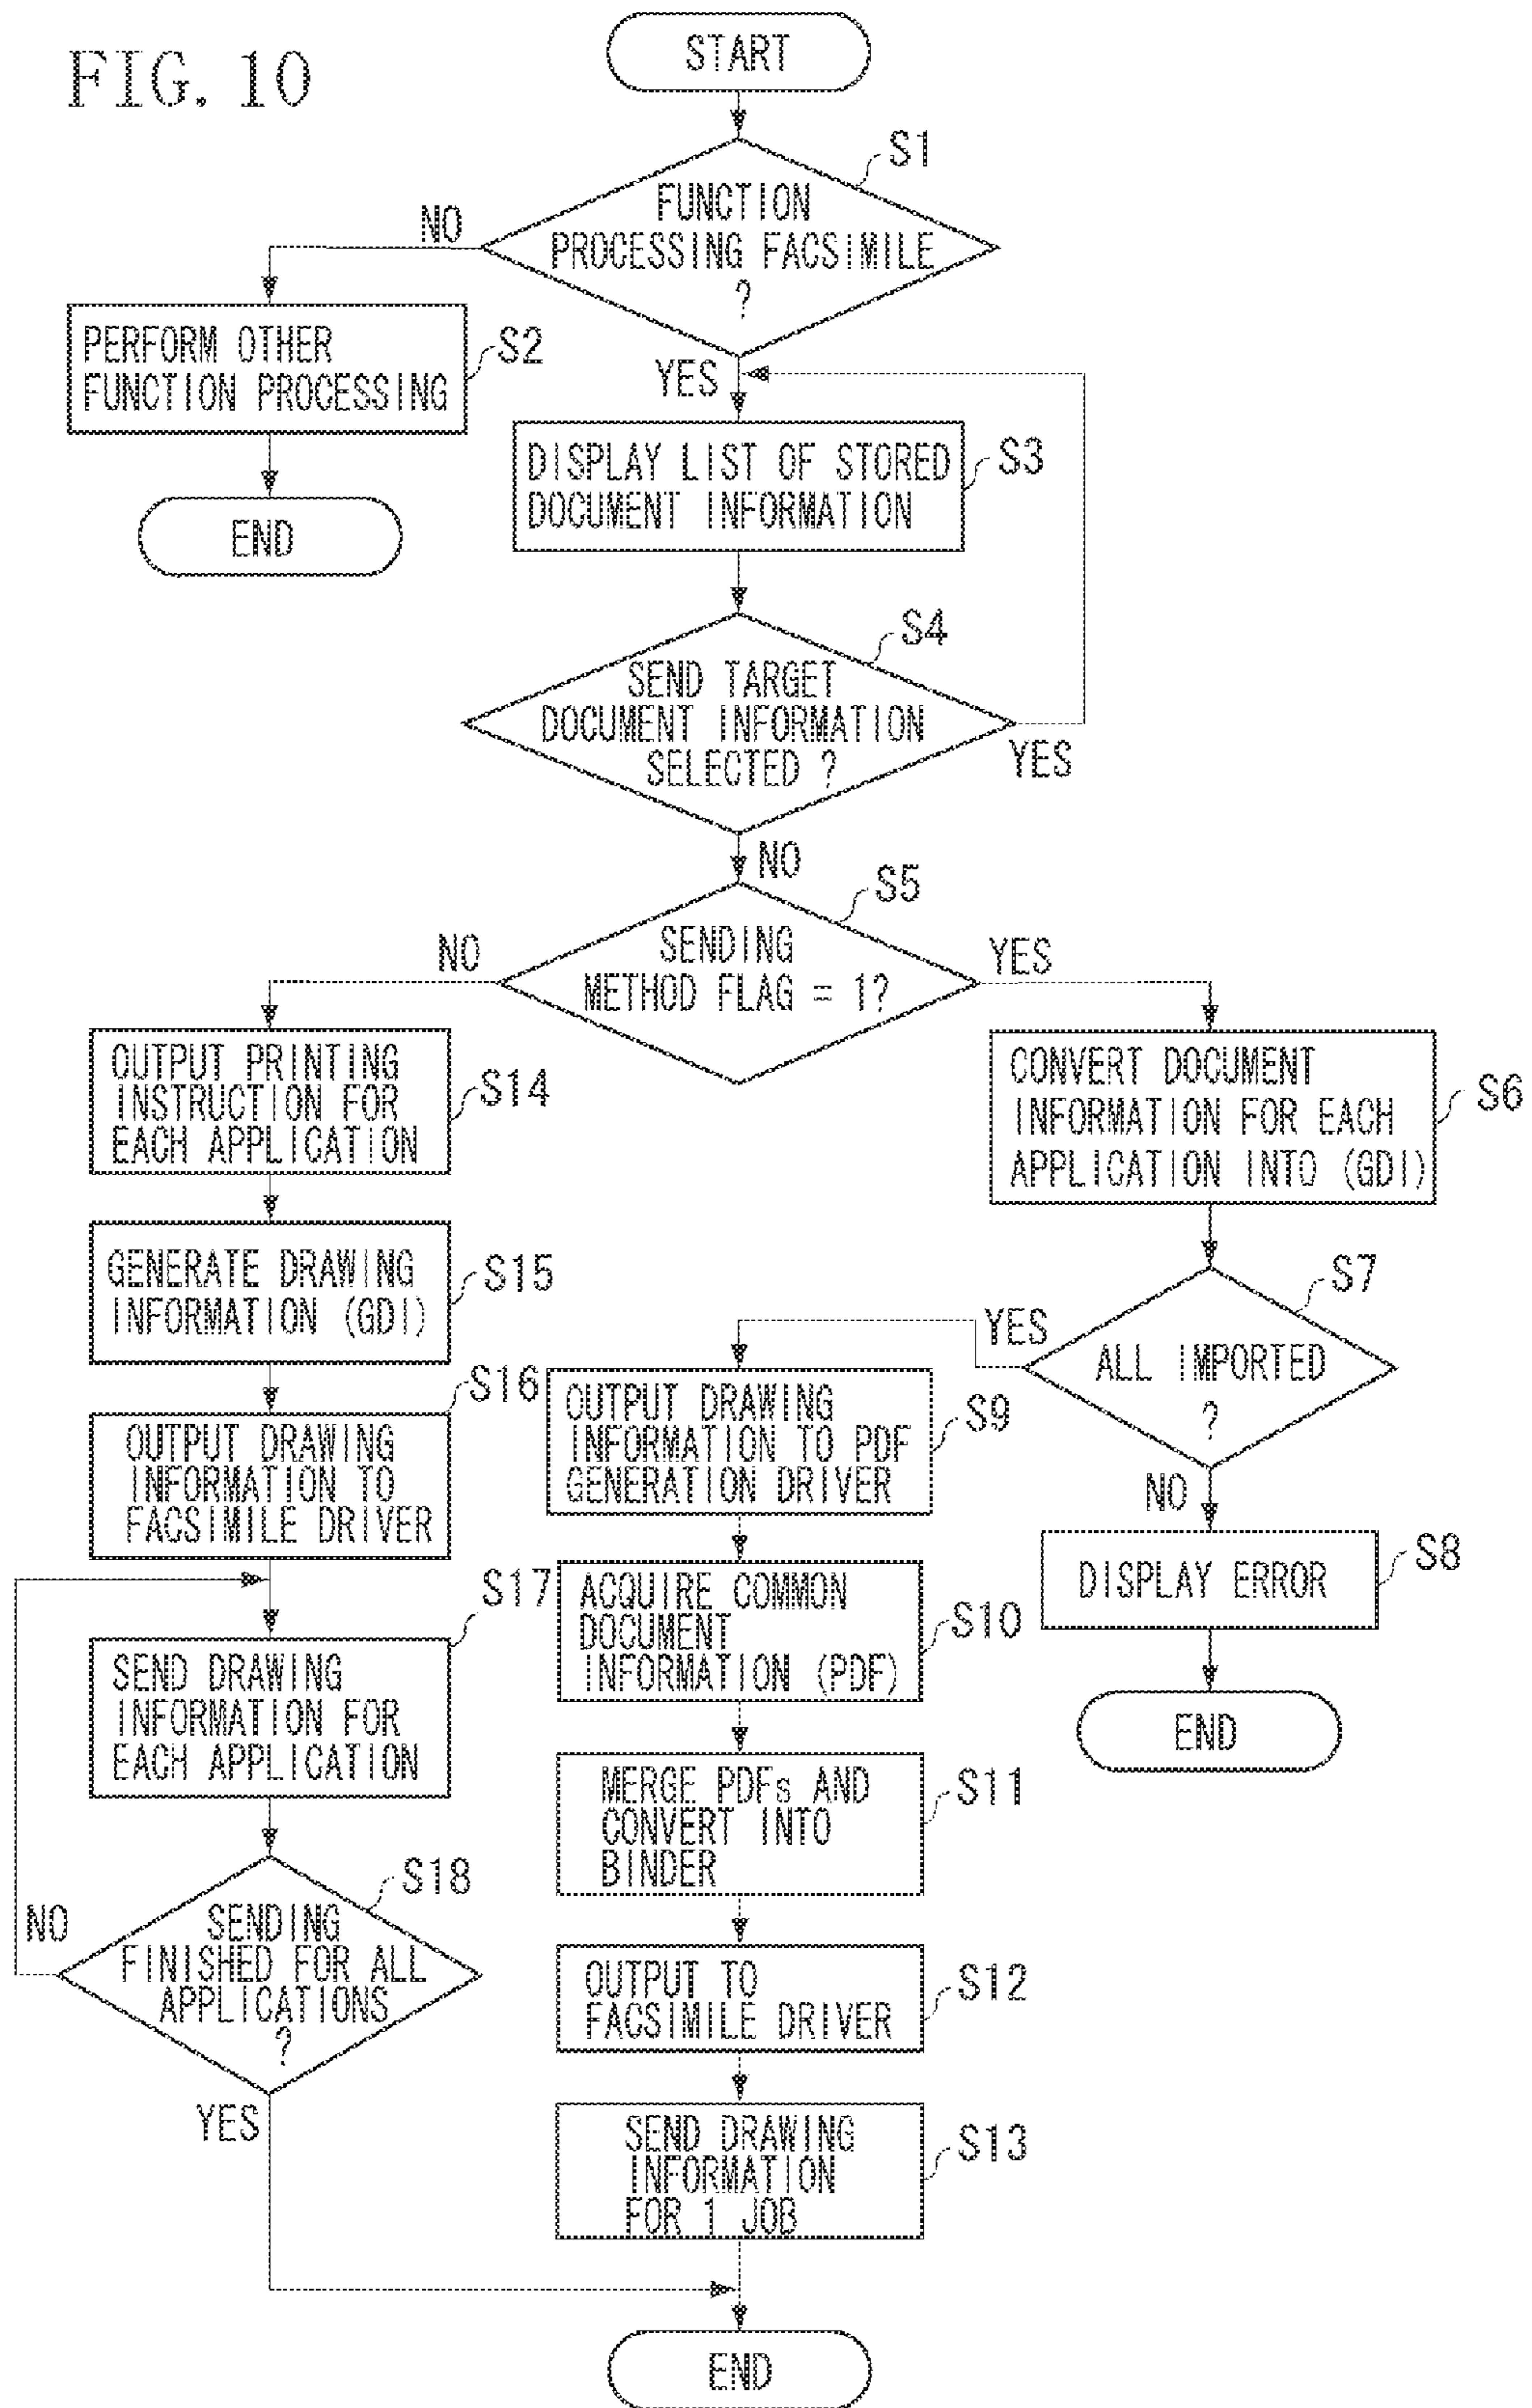 FIG. 10
START
S1
FUNCTION
PROCESSING FACSIMILE
?
NO
YES
PERFORM OTHER
FUNCTION PROCESSING
S2
END
DISPLAY LIST OF STORED
DOCUMENT INFORMATION
S3
S4
SEND TARGET
DOCUMENT INFORMATION
SELECTED ?
YES
NO
S5
SENDING
METHOD FLAG = 1?
NO
YES
OUTPUT PRINTING
INSTRUCTION FOR
EACH APPLICATION
S14
CONVERT DOCUMENT
INFORMATION FOR EACH
APPLICATION INTO (GDI)
S6
GENERATE DRAWING
INFORMATION (GDI)
S15
S7
ALL IMPORTED
?
YES
NO
S16
OUTPUT DRAWING
INFORMATION TO
FACSIMILE DRIVER
OUTPUT DRAWING
INFORMATION TO PDF
GENERATION DRIVER
S9
DISPLAY ERROR
S8
END
S17
SEND DRAWING
INFORMATION FOR
EACH APPLICATION
ACQUIRE COMMON
DOCUMENT
INFORMATION (PDF)
S10
MERGE PDFs AND
CONVERT INTO
BINDER
S11
S18
SENDING
FINISHED FOR ALL
APPLICATIONS
?
NO
YES
OUTPUT TO
FACSIMILE DRIVER
S12
SEND DRAWING
INFORMATION
FOR 1 JOB
S13
END